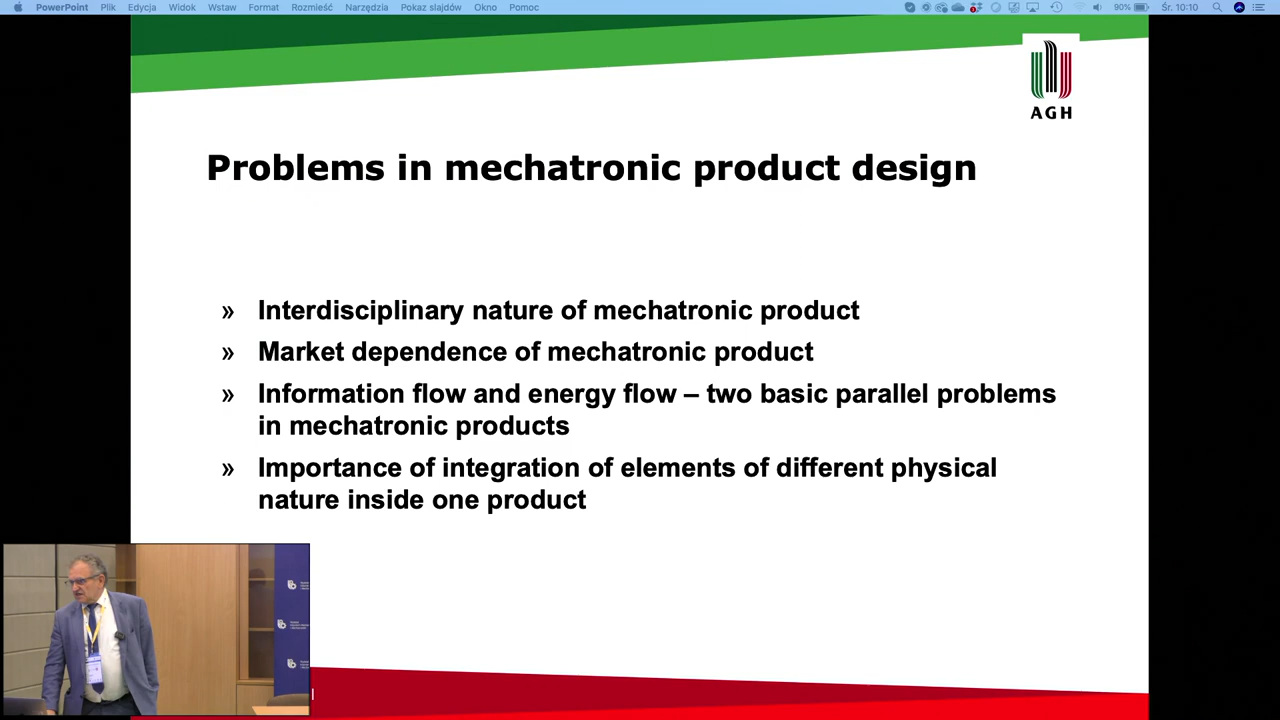 PowerPoint Plik Edycja Widok Wstaw Format Rozmieść Narzędzia Pokaz slajdów Okno Pomoc 90% Śr. 10:10
AGH
Problems in mechatronic product design
» Interdisciplinary nature of mechatronic product
» Market dependence of mechatronic product
» Information flow and energy flow – two basic parallel problems
in mechatronic products
» Importance of integration of elements of different physical
nature inside one product